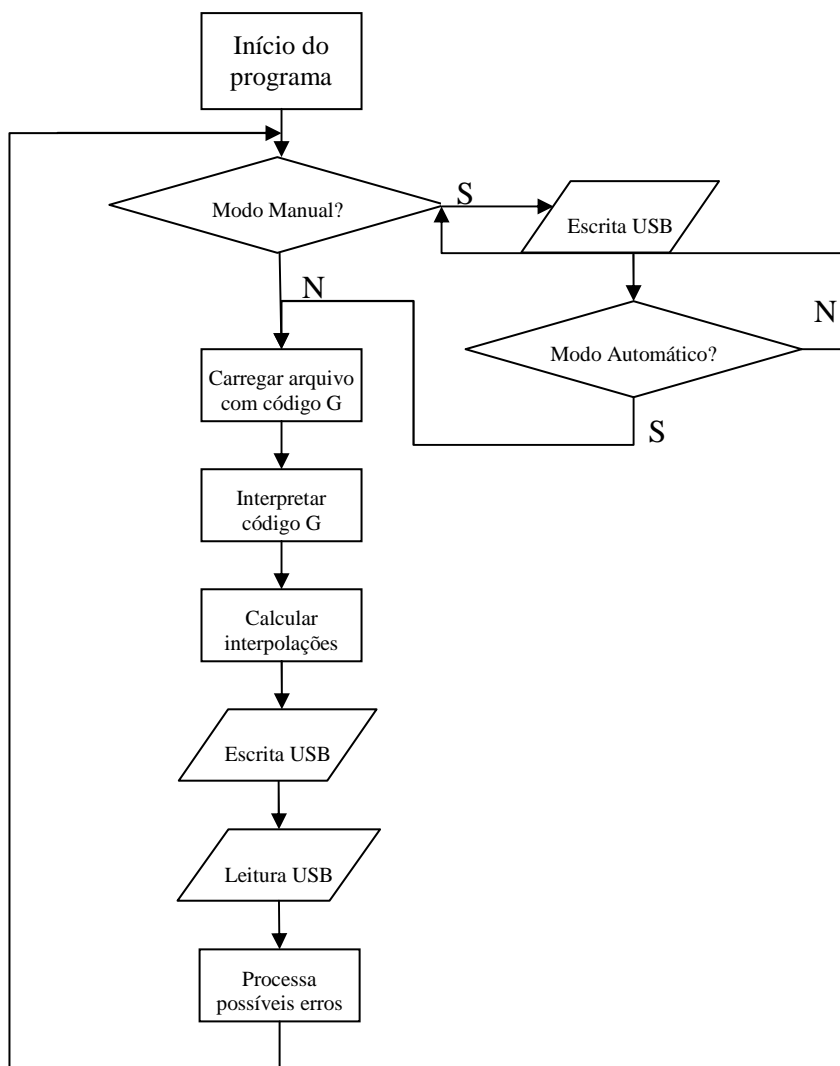 Início do
programa
Modo Manual?
S
Escrita USB
N
N
Modo Automático?
S
Carregar arquivo
com código G
Interpretar
código G
Calcular
interpolações
Escrita USB
Leitura USB
Processa
possíveis erros